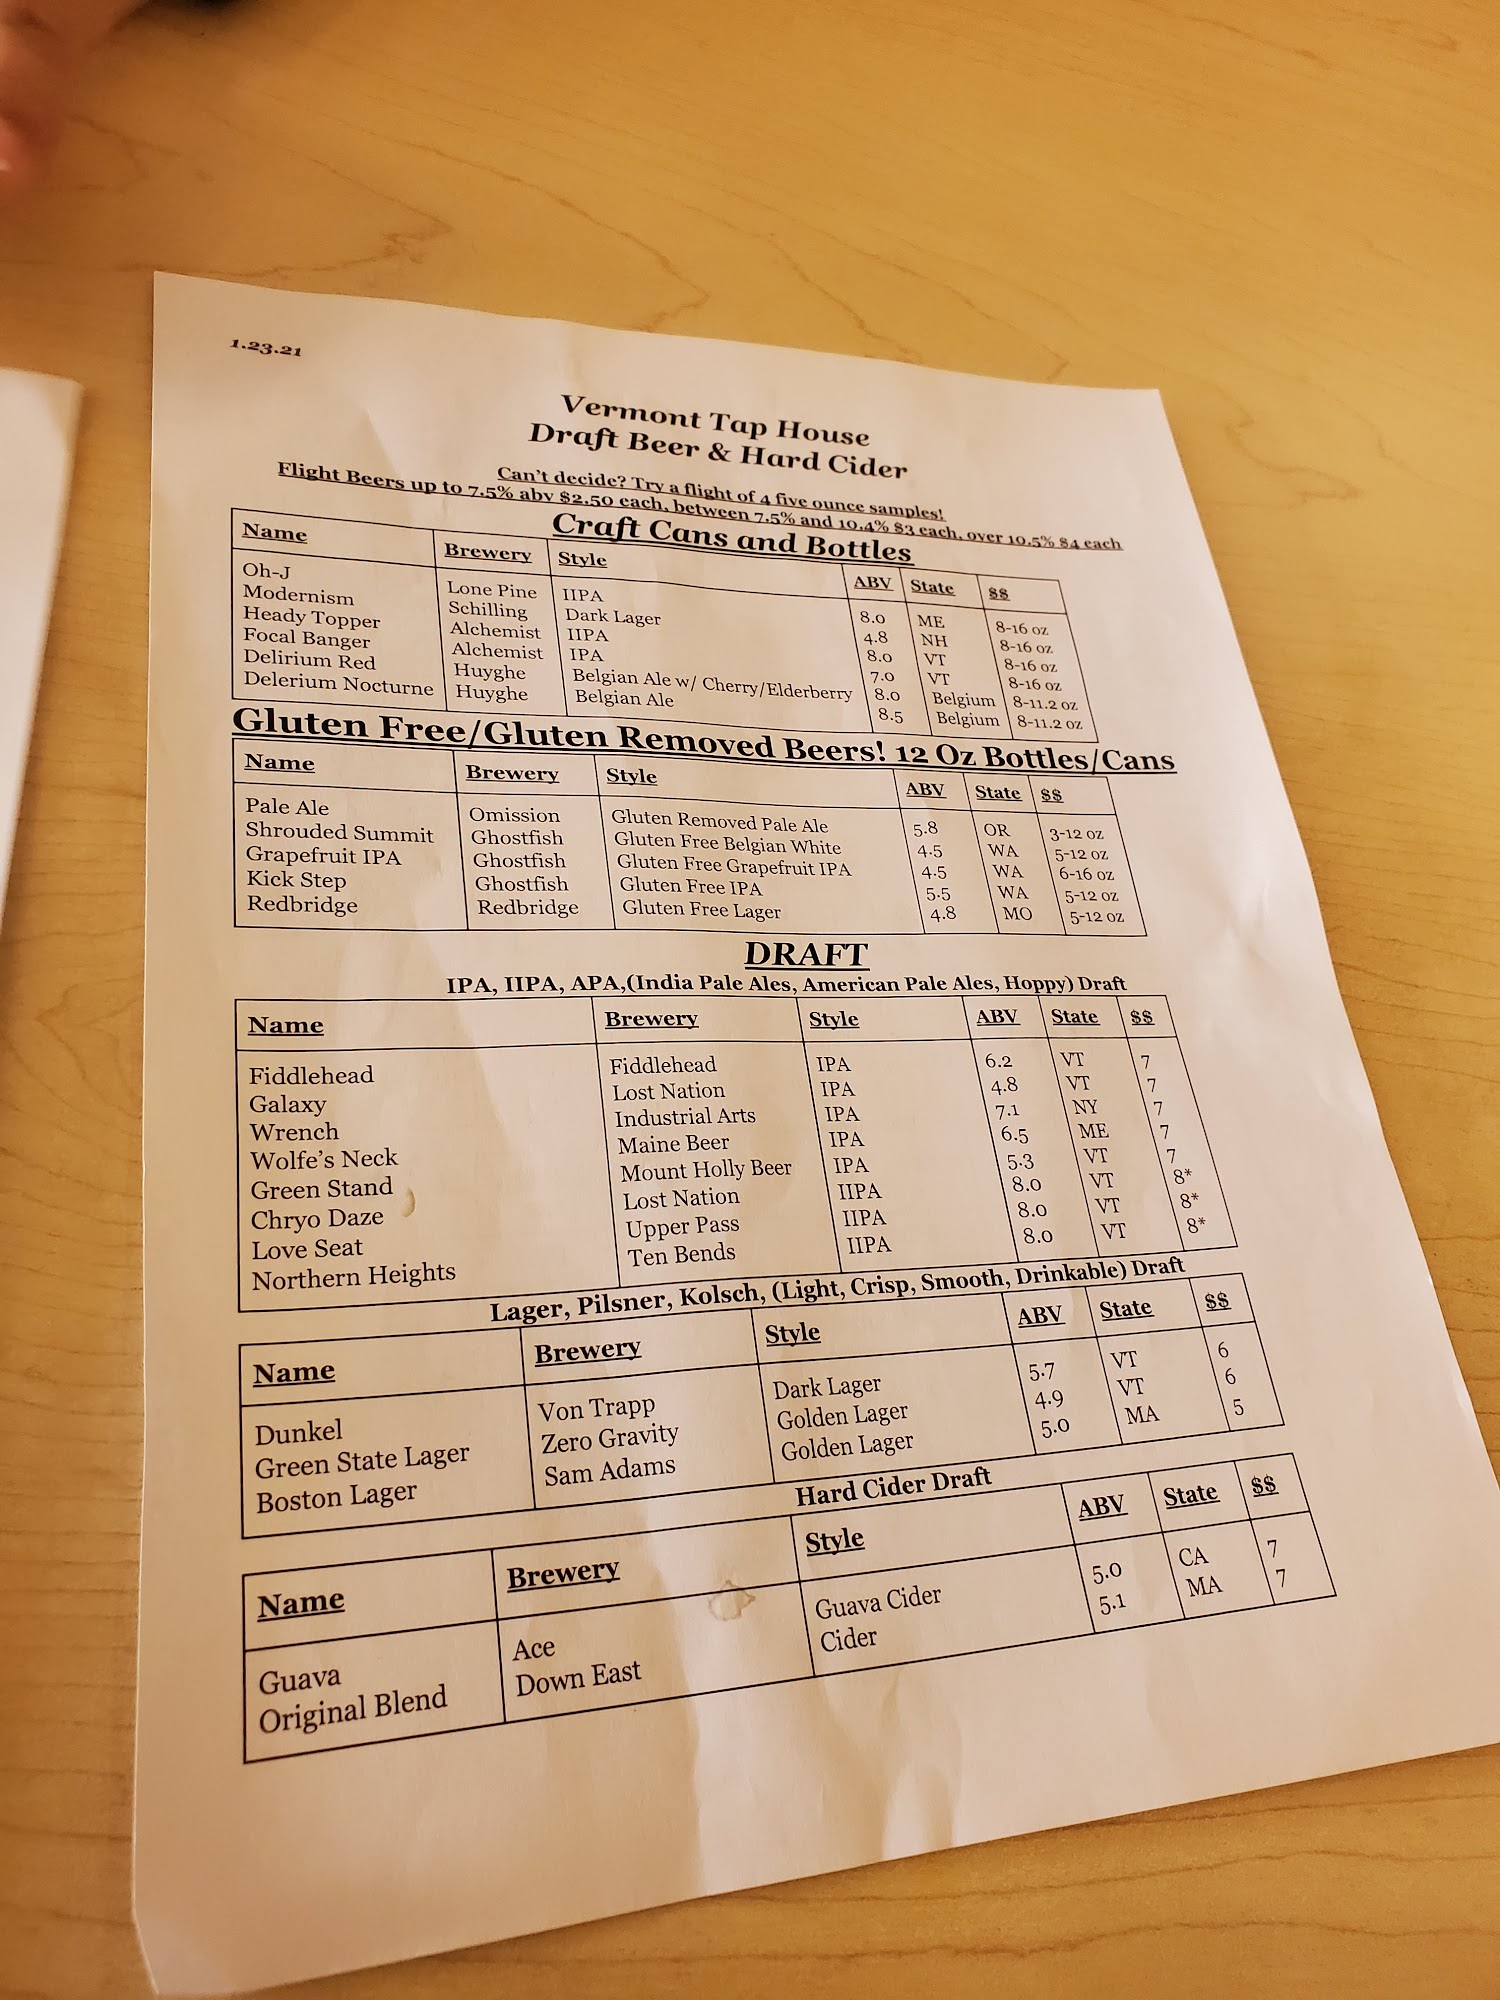 1.23.21
Vermont Tap House
Draft Beer & Hard Cider
Can't decide? Try a flight of 4 five ounce samples!
Flight Beers up to 7.5% abv $2.50 each, between 7.5% and 10.4% $3 each, over 10.5% $4 each
Craft Cans and Bottles
Name Brewery Style ABV State $$
Oh-J Lone Pine IIPA 8.0 ME 8-16 oz
Modernism Schilling Dark Lager 4.8 NH 8-16 oz
Heady Topper Alchemist IIPA 8.0 VT 8-16 oz
Focal Banger Alchemist IPA 7.0 VT 8-16 oz
Delirium Red Huyghe Belgian Ale w/ Cherry/Elderberry 8.0 Belgium 8-11.2 oz
Delerium Nocturne Huyghe Belgian Ale 8.5 Belgium 8-11.2 oz
Gluten Free/Gluten Removed Beers! 12 Oz Bottles/Cans
Name Brewery Style ABV State $$
Pale Ale Omission Gluten Removed Pale Ale 5.8 OR 3-12 oz
Shrouded Summit Ghostfish Gluten Free Belgian White 4.5 WA 5-12 oz
Grapefruit IPA Ghostfish Gluten Free Grapefruit IPA 4.5 WA 6-16 oz
Kick Step Ghostfish Gluten Free IPA 5.5 WA 5-12 oz
Redbridge Redbridge Gluten Free Lager 4.8 MO 5-12 oz
DRAFT
IPA, IIPA, APA,(India Pale Ales, American Pale Ales, Hoppy) Draft
Name Brewery Style ABV State $$
Fiddlehead Fiddlehead IPA 6.2 VT 7
Galaxy Lost Nation IPA 4.8 VT 7
Wrench Industrial Arts IPA 7.1 NY 7
Wolfe's Neck Maine Beer IPA 6.5 ME 7
Green Stand Mount Holly Beer IPA 5.3 VT 7
Chryo Daze Lost Nation IIPA 8.0 VT 8*
Love Seat Upper Pass IIPA 8.0 VT 8*
Northern Heights Ten Bends IIPA 8.0 VT 8*
Lager, Pilsner, Kolsch, (Light, Crisp, Smooth, Drinkable) Draft
Name Brewery Style ABV State $$
Dunkel Von Trapp Dark Lager 5.7 VT 6
Green State Lager Zero Gravity Golden Lager 4.9 VT 6
Boston Lager Sam Adams Golden Lager 5.0 MA 5
Hard Cider Draft
Name Brewery Style ABV State $$
Guava Ace Guava Cider 5.0 CA 7
Original Blend Down East Cider 5.1 MA 7